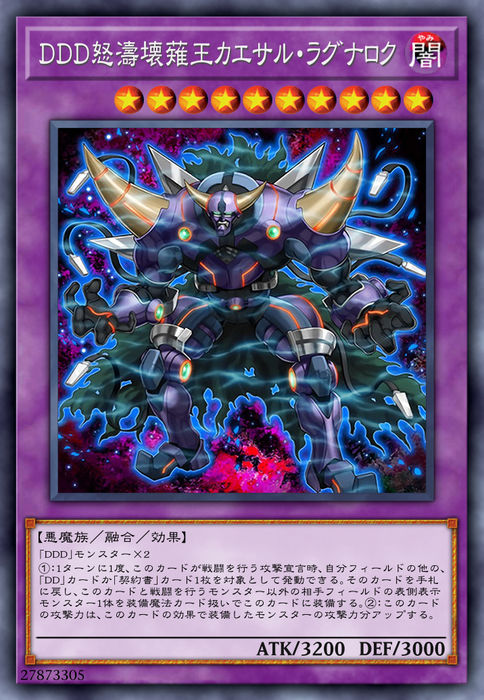 DDD怒濤壊薙王カエサル・ラグナロク
やみ
闇
【悪魔族/融合/効果】
「DDD」モンスター×2
①:1ターンに1度、このカードが戦闘を行う攻撃宣言時、自分フィールドの他の、
「DD」カードか「契約書」カード1枚を対象として発動できる。そのカードを手札
に戻し、このカードと戦闘を行うモンスター以外の相手フィールドの表側表示
モンスター1体を装備魔法カード扱いでこのカードに装備する。②:このカード
の攻撃力は、このカードの効果で装備したモンスターの攻撃力分アップする。
ATK/3200 DEF/3000
27873305